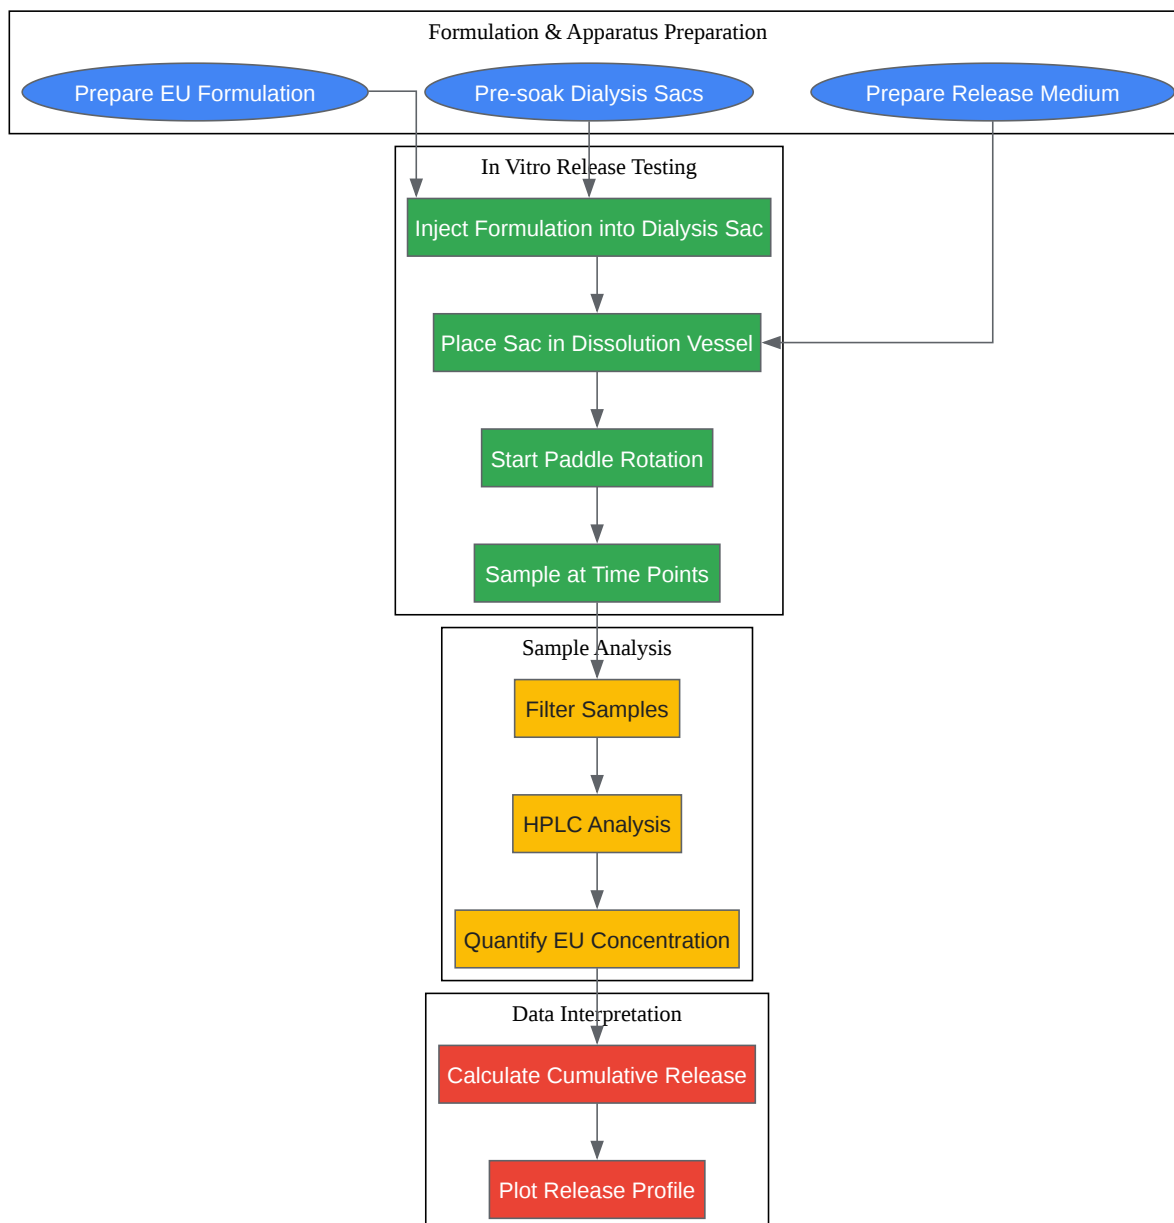 Formulation & Apparatus Preparation
Prepare EU Formulation
Pre-soak Dialysis Sacs
Prepare Release Medium
In Vitro Release Testing
Inject Formulation into Dialysis Sac
Place Sac in Dissolution Vessel
Start Paddle Rotation
Sample at Time Points
Sample Analysis
Filter Samples
HPLC Analysis
Quantify EU Concentration
Data Interpretation
Calculate Cumulative Release
Plot Release Profile